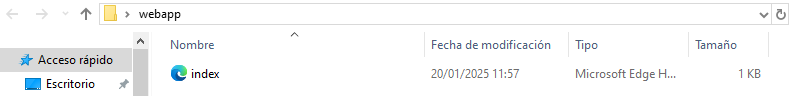 webapp
Nombre Fecha de modificación Tipo Tamaño
Acceso rápido
index 20/01/2025 11:57 Microsoft Edge H... 1 KB
Escritorio